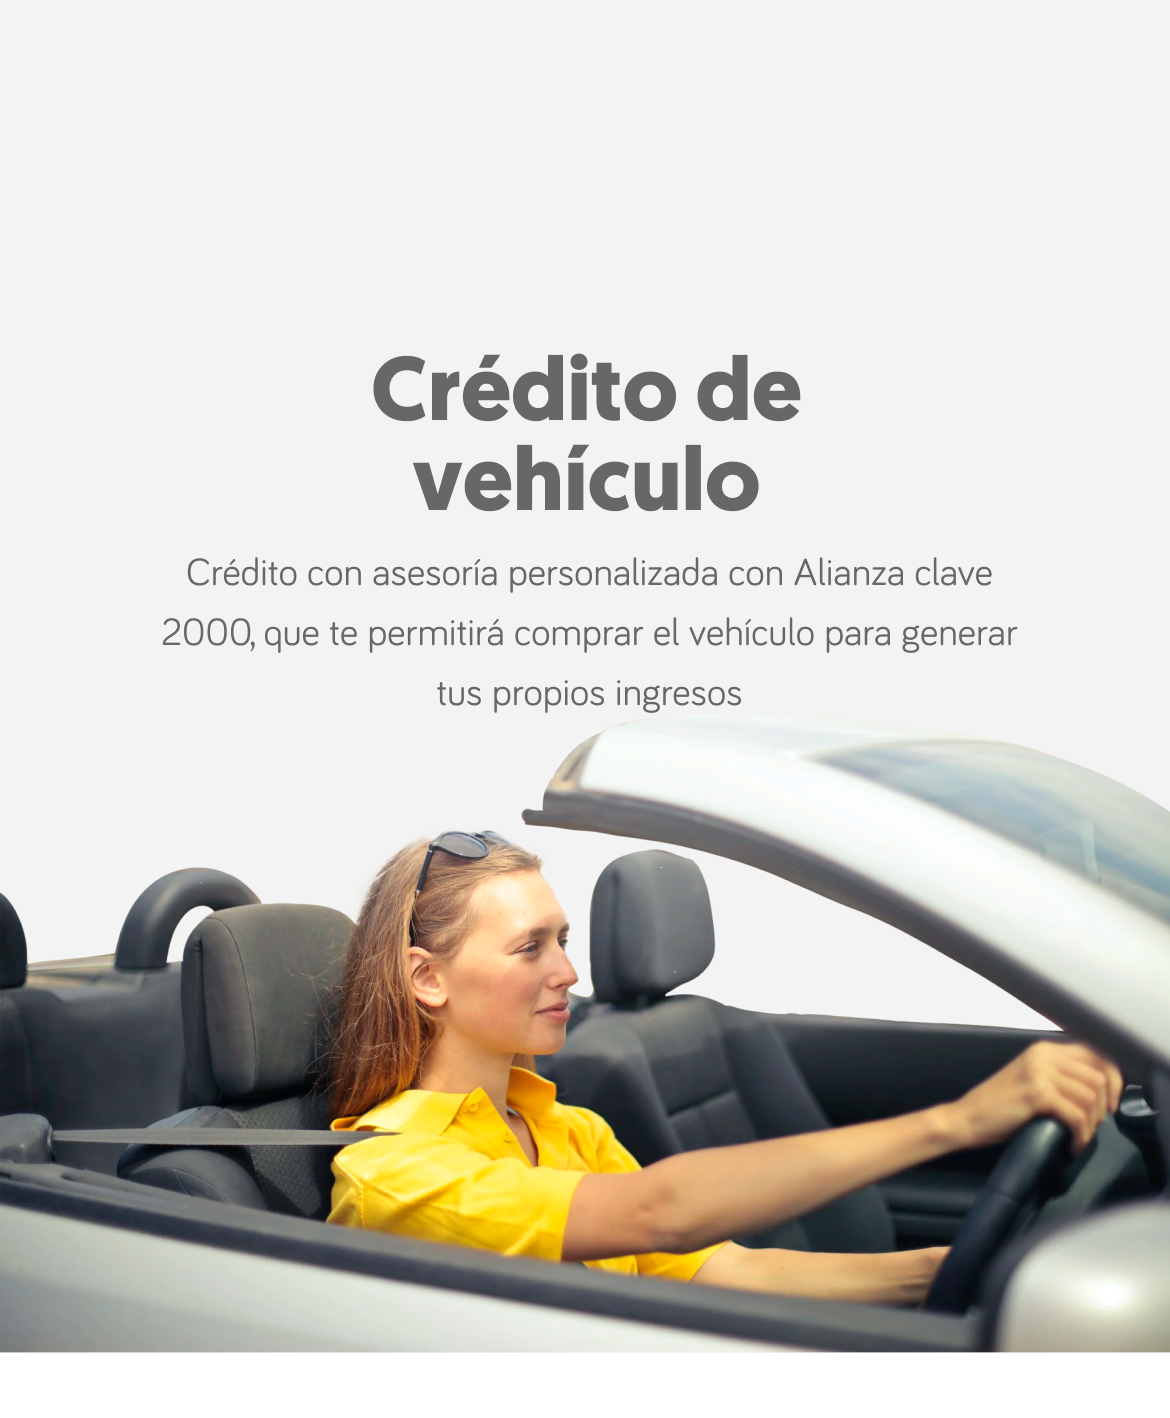 Crédito de
vehículo
Crédito con asesoría personalizada con Alianza clave
2000, que te permitirá comprar el vehículo para generar
tus propios ingresos